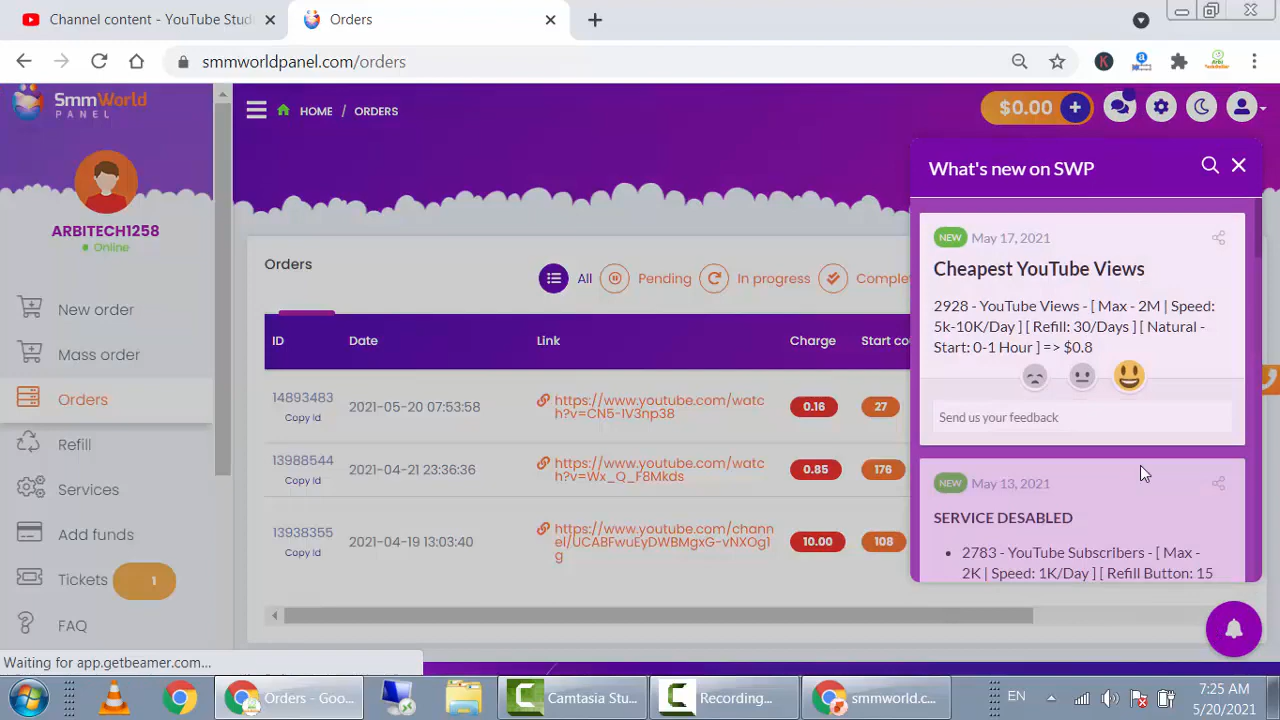 Channel content - YouTube Studi
Orders
smmworldpanel.com/orders
SmmWorld
PANEL
HOME / ORDERS
$0.00 +
ARBITECH1258
Online
New order
Mass order
Orders
Refill
Services
Add funds
Tickets 1
FAQ
Orders
All Pending In progress Complet
ID Date Link Charge Start cou
14893483
Copy Id
2021-05-20 07:53:58
https://www.youtube.com/watc
h?v=CN5-IV3np38
0.16 27
13988544
Copy Id
2021-04-21 23:36:36
https://www.youtube.com/watc
h?v=Wx_Q_F8Mkds
0.85 176
13938355
Copy Id
2021-04-19 13:03:40
https://www.youtube.com/chann
el/UCABFwuEyDWBMgxG-vNXOg1
g
10.00 108
What's new on SWP
NEW May 17, 2021
Cheapest YouTube Views
2928 - YouTube Views - [ Max - 2M | Speed:
5k-10K/Day ] [ Refill: 30/Days ] [ Natural -
Start: 0-1 Hour ] => $0.8
Send us your feedback
NEW May 13, 2021
SERVICE DESABLED
• 2783 - YouTube Subscribers - [ Max -
2K | Speed: 1K/Day ] [ Refill Button: 15
Waiting for app.getbeamer.com...
Orders - Goo...
Camtasia Stu...
Recording...
smmworld.c...
EN
7:25 AM
5/20/2021